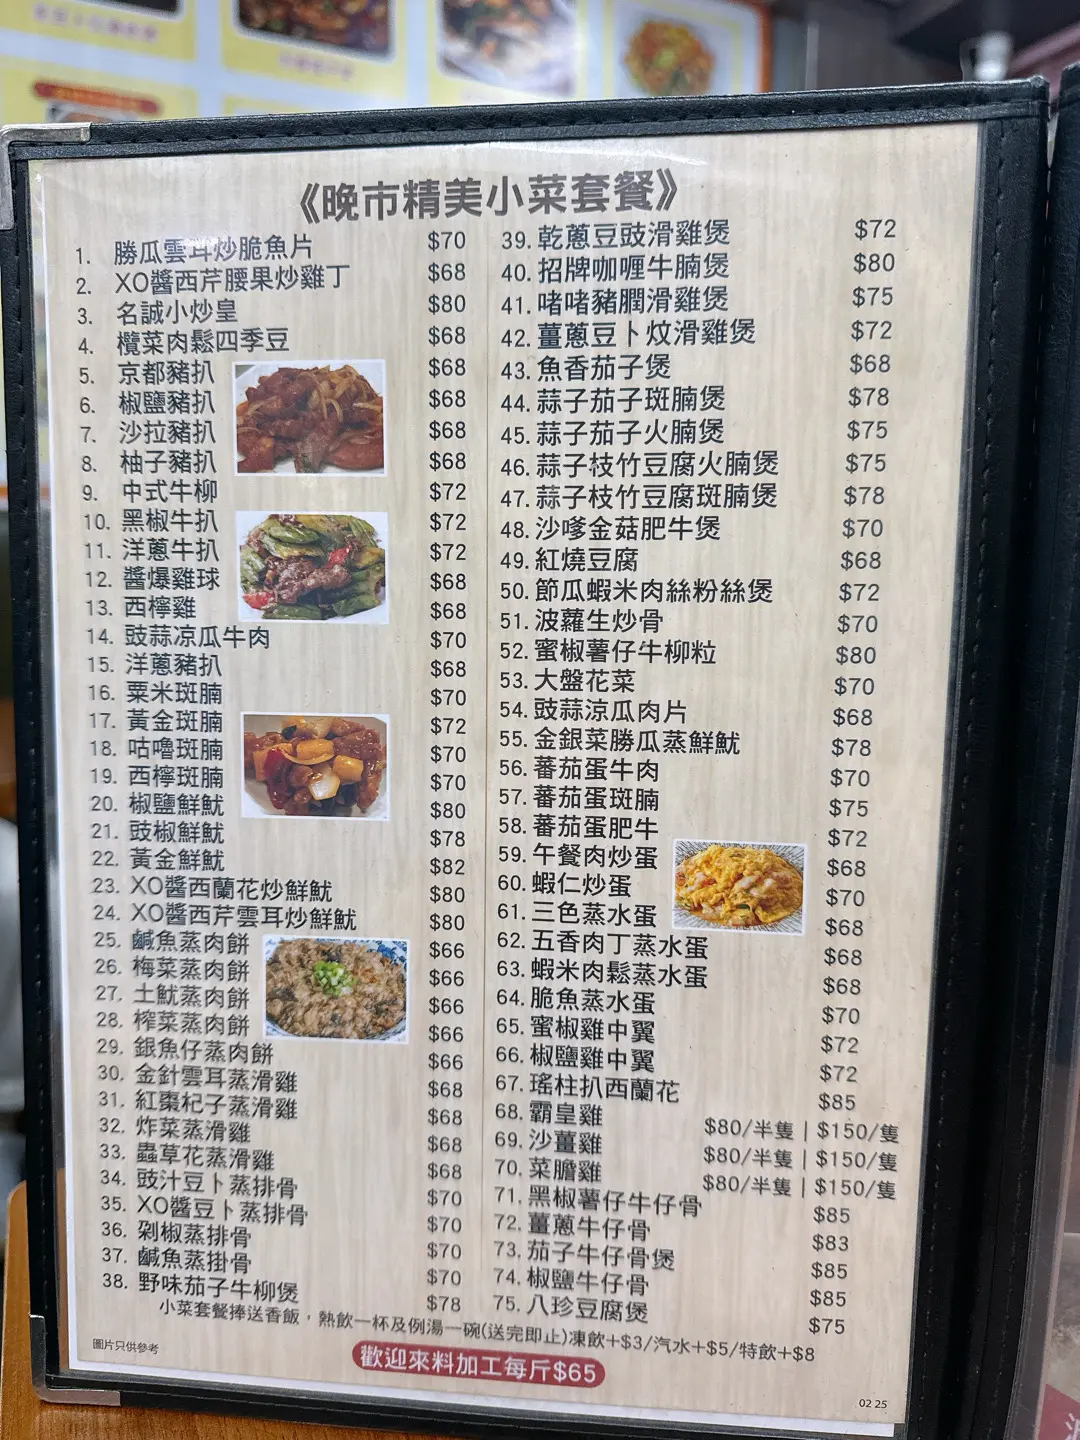 《晚市精美小菜套餐》
1. 勝瓜雲耳炒脆魚片 $70
2. XO醬西芹腰果炒雞丁 $68
3. 名誠小炒皇 $80
4. 欖菜肉鬆四季豆 $68
5. 京都豬扒 $68
6. 椒鹽豬扒 $68
7. 沙拉豬扒 $68
8. 柚子豬扒 $68
9. 中式牛柳 $72
10. 黑椒牛扒 $72
11. 洋蔥牛扒 $72
12. 醬爆雞球 $68
13. 西檸雞 $68
14. 豉蒜凉瓜牛肉 $70
15. 洋蔥豬扒 $68
16. 粟米斑腩 $70
17. 黃金斑腩 $72
18. 咕嚕斑腩 $70
19. 西檸斑腩 $70
20. 椒鹽鮮魷 $80
21. 豉椒鮮魷 $78
22. 黃金鮮魷 $82
23. XO醬西蘭花炒鮮魷 $80
24. XO醬西芹雲耳炒鮮魷 $80
25. 鹹魚蒸肉餅 $66
26. 梅菜蒸肉餅 $66
27. 土魷蒸肉餅 $66
28. 榨菜蒸肉餅 $66
29. 銀魚仔蒸肉餅 $66
30. 金針雲耳蒸滑雞 $68
31. 紅棗杞子蒸滑雞 $68
32. 炸菜蒸滑雞 $68
33. 蟲草花蒸滑雞 $68
34. 豉汁豆卜蒸排骨 $70
35. XO醬豆卜蒸排骨 $70
36. 剁椒蒸排骨 $70
37. 鹹魚蒸掛骨 $70
38. 野味茄子牛柳煲 $78
39. 乾蔥豆豉滑雞煲 $72
40. 招牌咖喱牛腩煲 $80
41. 啫啫豬膶滑雞煲 $75
42. 薑蔥豆卜炆滑雞煲 $72
43. 魚香茄子煲 $68
44. 蒜子茄子斑腩煲 $78
45. 蒜子茄子火腩煲 $75
46. 蒜子枝竹豆腐火腩煲 $75
47. 蒜子枝竹豆腐斑腩煲 $78
48. 沙嗲金菇肥牛煲 $70
49. 紅燒豆腐 $68
50. 節瓜蝦米肉絲粉絲煲 $72
51. 波蘿生炒骨 $70
52. 蜜椒薯仔牛柳粒 $80
53. 大盤花菜 $70
54. 豉蒜涼瓜肉片 $68
55. 金銀菜勝瓜蒸鮮魷 $78
56. 蕃茄蛋牛肉 $70
57. 蕃茄蛋斑腩 $75
58. 蕃茄蛋肥牛 $72
59. 午餐肉炒蛋 $68
60. 蝦仁炒蛋 $70
61. 三色蒸水蛋 $68
62. 五香肉丁蒸水蛋 $68
63. 蝦米肉鬆蒸水蛋 $68
64. 脆魚蒸水蛋 $70
65. 蜜椒雞中翼 $72
66. 椒鹽雞中翼 $72
67. 瑤柱扒西蘭花 $85
68. 霸皇雞 $80/半隻 | $150/隻
69. 沙薑雞 $80/半隻 | $150/隻
70. 菜膽雞 $80/半隻 | $150/隻
71. 黑椒薯仔牛仔骨 $85
72. 薑蔥牛仔骨 $83
73. 茄子牛仔骨煲 $85
74. 椒鹽牛仔骨 $85
75. 八珍豆腐煲 $75
小菜套餐捧送香飯，熱飲一杯及例湯一碗(送完即止)凍飲+$3/汽水+$5/特飲+$8
圖片只供參考
歡迎來料加工每斤$65
02 25